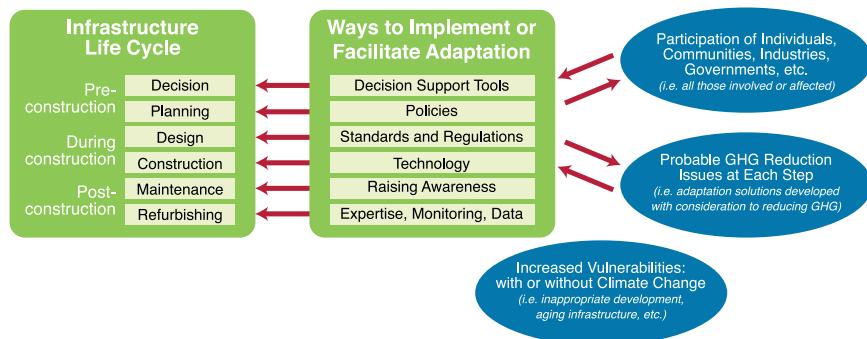 Infrastructure
Life Cycle
Pre-
construction
Decision
Planning
During
construction
Design
Construction
Post-
construction
Maintenance
Refurbishing
Ways to Implement or
Facilitate Adaptation
Decision Support Tools
Policies
Standards and Regulations
Technology
Raising Awareness
Expertise, Monitoring, Data
Participation of Individuals,
Communities, Industries,
Governments, etc.
(i.e. all those involved or affected)
Probable GHG Reduction
Issues at Each Step
(i.e. adaptation solutions developed
with consideration to reducing GHG)
Increased Vulnerabilities:
with or without Climate Change
(i.e. inappropriate development,
aging infrastructure, etc.)